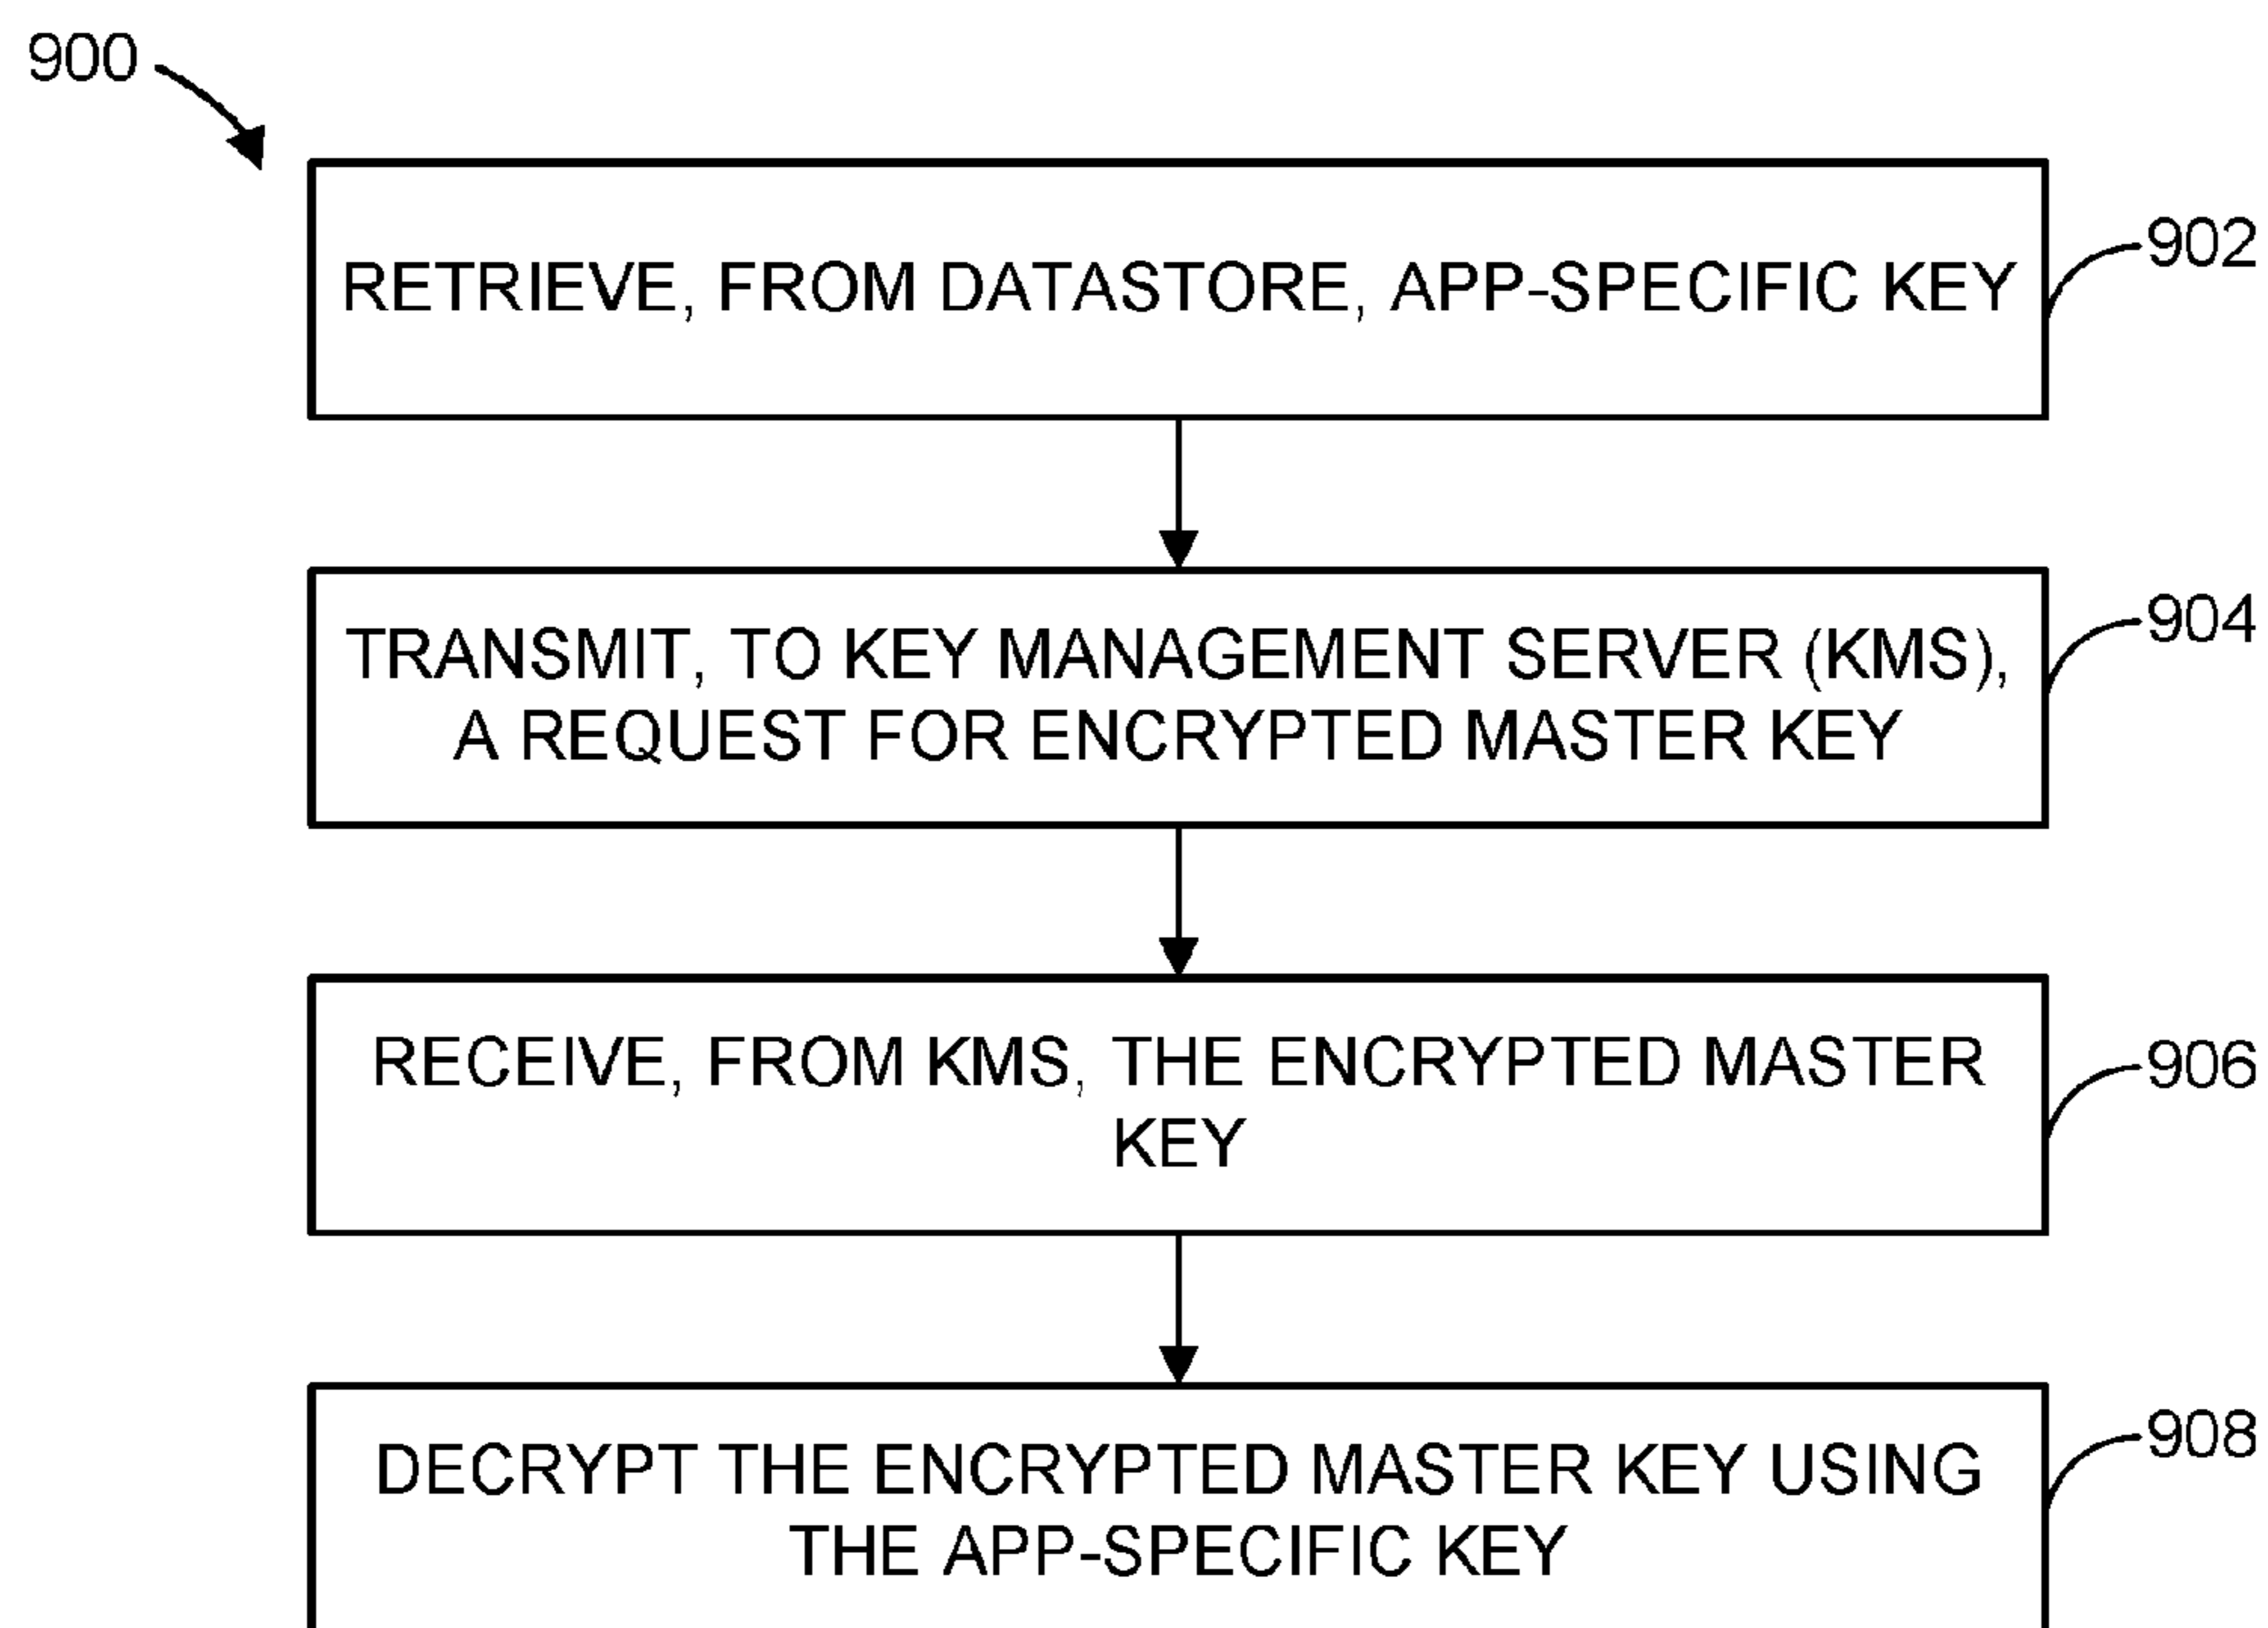 900
RETRIEVE, FROM DATASTORE, APP-SPECIFIC KEY
902
TRANSMIT, TO KEY MANAGEMENT SERVER (KMS),
A REQUEST FOR ENCRYPTED MASTER KEY
904
RECEIVE, FROM KMS, THE ENCRYPTED MASTER
KEY
906
DECRYPT THE ENCRYPTED MASTER KEY USING
THE APP-SPECIFIC KEY
908